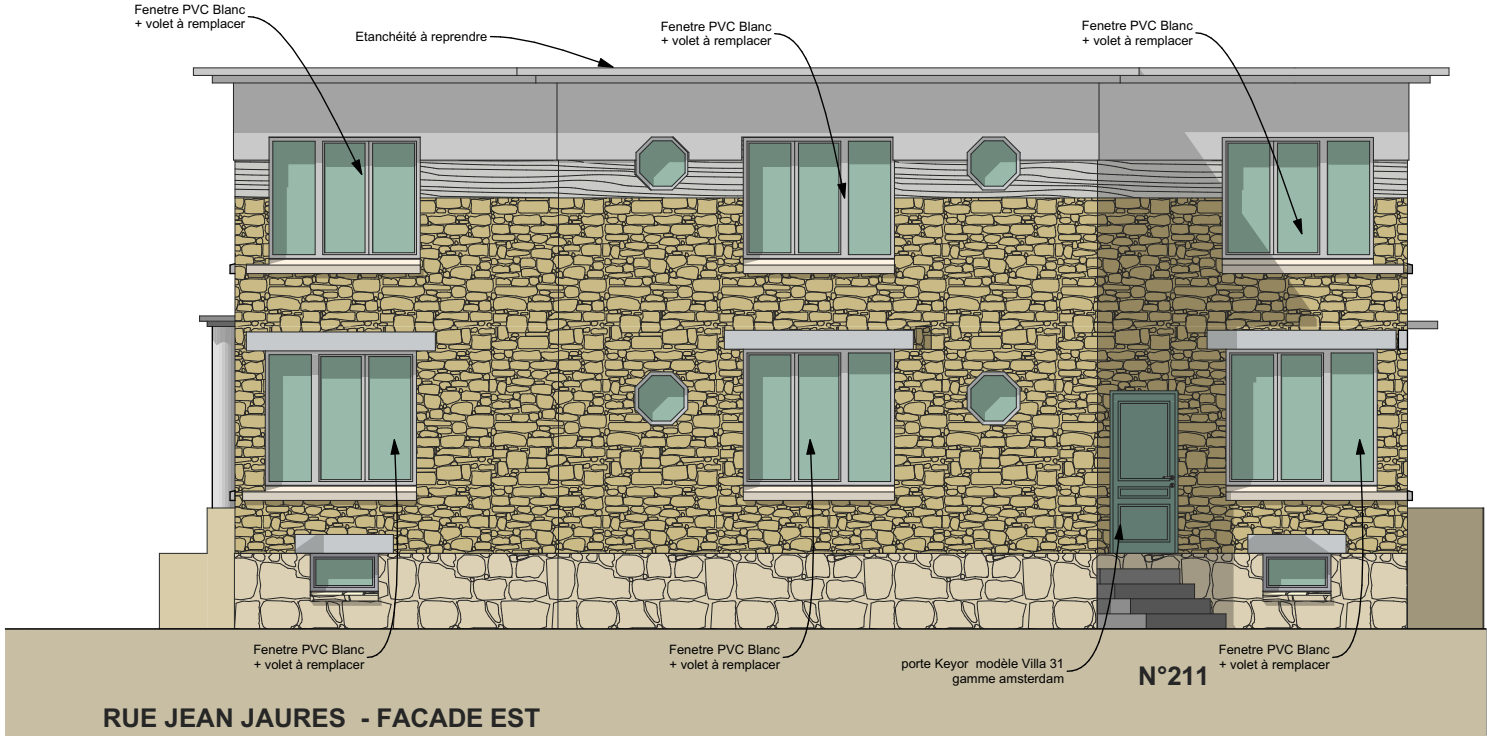 Fenetre PVC Blanc
+ volet à remplacer
Etanchéité à reprendre
Fenetre PVC Blanc
+ volet à remplacer
Fenetre PVC Blanc
+ volet à remplacer
Fenetre PVC Blanc
+ volet à remplacer
Fenetre PVC Blanc
+ volet à remplacer
porte Keyor modèle Villa 31
gamme amsterdam
N°211
Fenetre PVC Blanc
+ volet à remplacer
RUE JEAN JAURES - FACADE EST